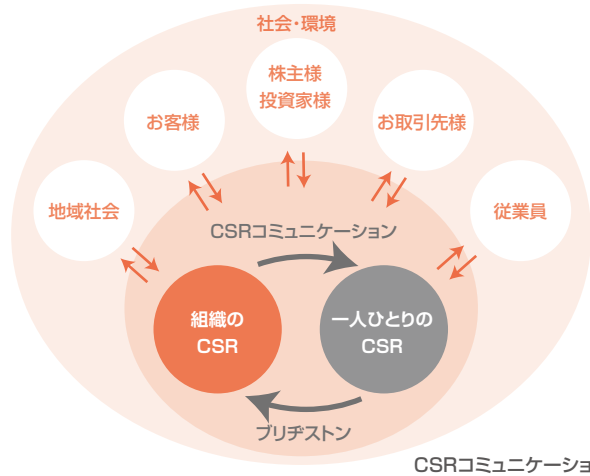 社会・環境
株主様
投資家様
お客様
お取引先様
地域社会
従業員
CSRコミュニケーション
組織の
CSR
一人ひとりの
CSR
ブリヂストン
CSRコミュニケーショ